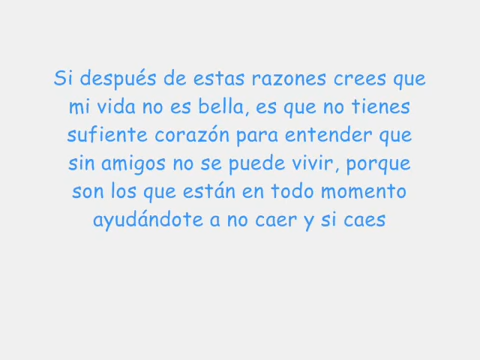 Si después de estas razones crees que
mi vida no es bella, es que no tienes
sufiente corazón para entender que
sin amigos no se puede vivir, porque
son los que están en todo momento
ayudándote a no caer y si caes